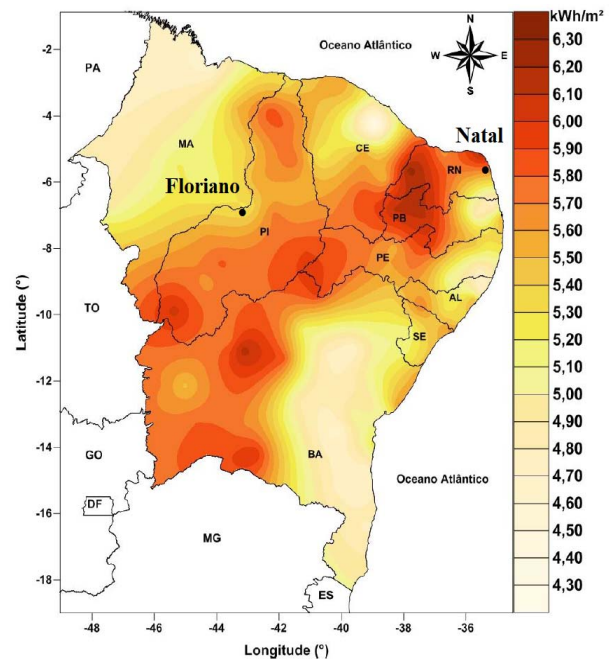 kWh/m²
Oceano Atlântico
N
W E
S
PA
MA
CE
Natal
RN
Floriano
PI
PB
PE
AL
SE
TO
BA
GO
DF
MG
ES
Oceano Atlântico
Latitude (°)
-2
-4
-6
-8
-10
-12
-14
-16
-18
-48 -46 -44 -42 -40 -38 -36
Longitude (°)
6,30
6,20
6,10
6,00
5,90
5,80
5,70
5,60
5,50
5,40
5,30
5,20
5,10
5,00
4,90
4,80
4,70
4,60
4,50
4,40
4,30